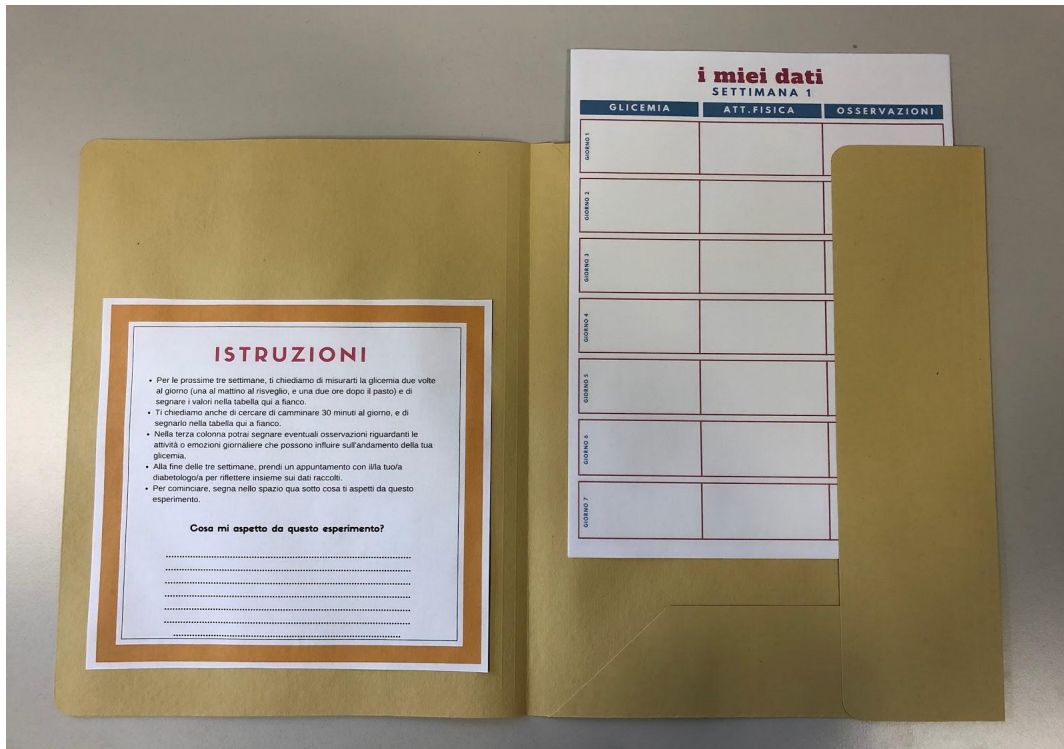 ISTRUZIONI
Per le prossime tre settimane, ti chiediamo di misurarti la glicemia due volte
al giorno (una al mattino al risveglio, e una due ore dopo il pasto) e di
segnare i valori nella tabella qui a fianco.
Ti chiediamo anche di cercare di camminare 30 minuti al giorno, e di
segnarlo nella tabella qui a fianco.
Nella terza colonna potrai segnare eventuali osservazioni riguardanti le
attività o emozioni giornaliere che possono influire sull'andamento della tua
glicemia.
Alla fine delle tre settimane, prendi un appuntamento con il/la tuo/a
diabetologo/a per riflettere insieme sui dati raccolti.
Per cominciare, segna nello spazio qua sotto cosa ti aspetti da questo
esperimento.
Cosa mi aspetto da questo esperimento?
i miei dati
SETTIMANA 1
GLICEMIA ATT.FISICA OSSERVAZIONI
GIORNO 1
GIORNO 2
GIORNO 3
GIORNO 4
GIORNO 5
GIORNO 6
GIORNO 7